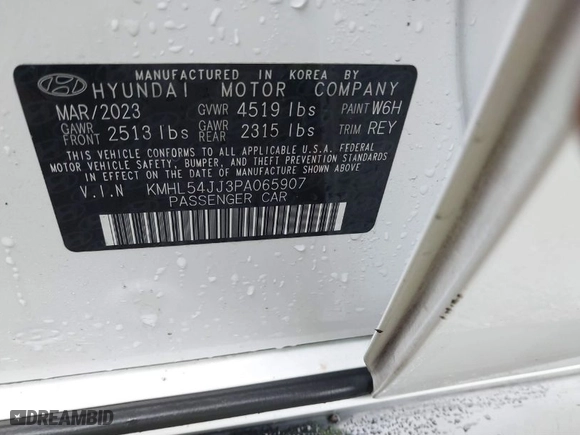 MANUFACTURED IN KOREA BY
HYUNDAI MOTOR COMPANY
MAR/2023 GVWR 4519 lbs PAINT W6H
GAWR FRONT 2513 lbs GAWR REAR 2315 lbs TRIM REY
THIS VEHICLE CONFORMS TO ALL APPLICABLE U.S.A. FEDERAL
MOTOR VEHICLE SAFETY, BUMPER, AND THEFT PREVENTION STANDARDS
IN EFFECT ON THE DATE OF MANUFACTURE SHOWN ABOVE.
V.I.N KMHL54JJ3PA065907
PASSENGER CAR
DREAMBID